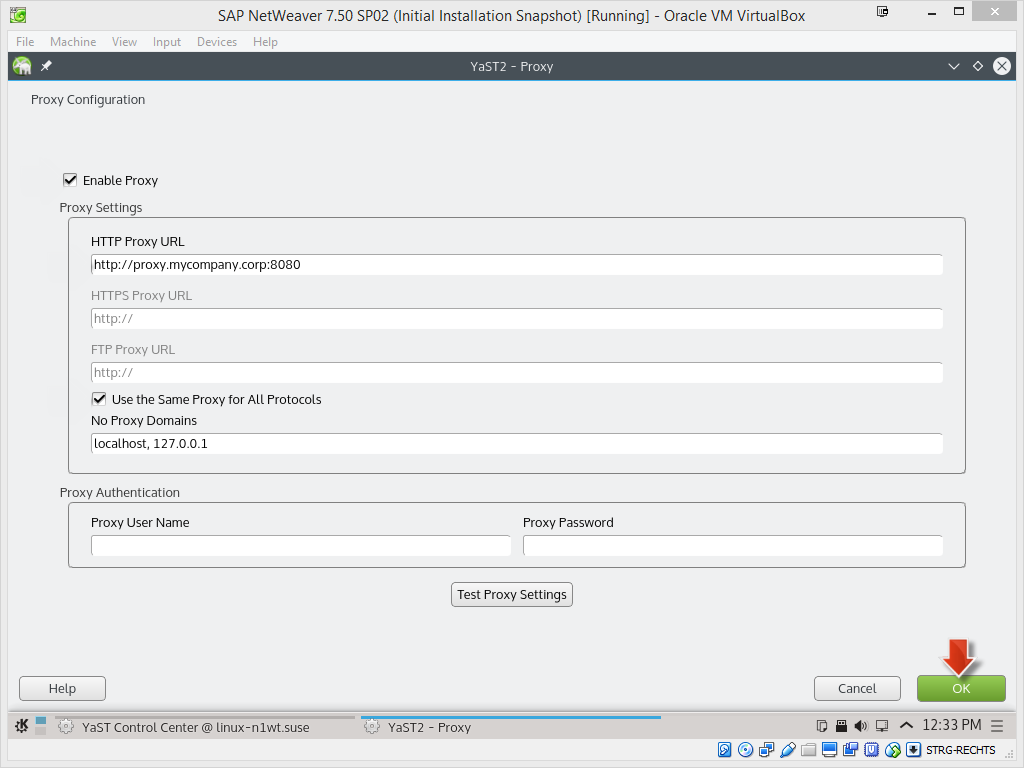 SAP NetWeaver 7.50 SP02 (Initial Installation Snapshot) [Running] - Oracle VM VirtualBox
File Machine View Input Devices Help
YaST2 - Proxy
Proxy Configuration
Enable Proxy
Proxy Settings
HTTP Proxy URL
http://proxy.mycompany.corp:8080
HTTPS Proxy URL
http://
FTP Proxy URL
http://
Use the Same Proxy for All Protocols
No Proxy Domains
localhost, 127.0.0.1
Proxy Authentication
Proxy User Name Proxy Password
Test Proxy Settings
Help Cancel OK
YaST Control Center @ linux-n1wt.suse YaST2 - Proxy 12:33 PM
STRG-RECHTS